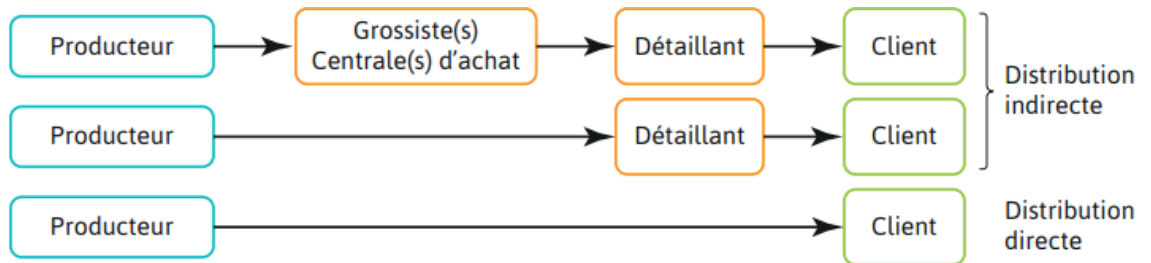 Producteur
Grossiste(s)
Centrale(s) d'achat
Détaillant
Client
Distribution
indirecte
Producteur
Détaillant
Client
Producteur
Client
Distribution
directe